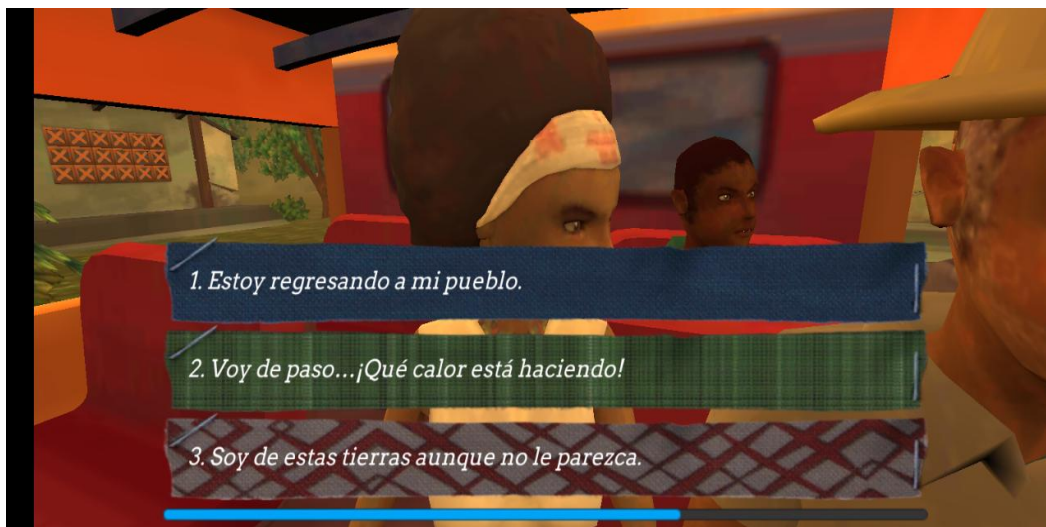 1. Estoy regresando a mi pueblo.
2. Voy de paso...¡Qué calor está haciendo!
3. Soy de estas tierras aunque no le parezca.